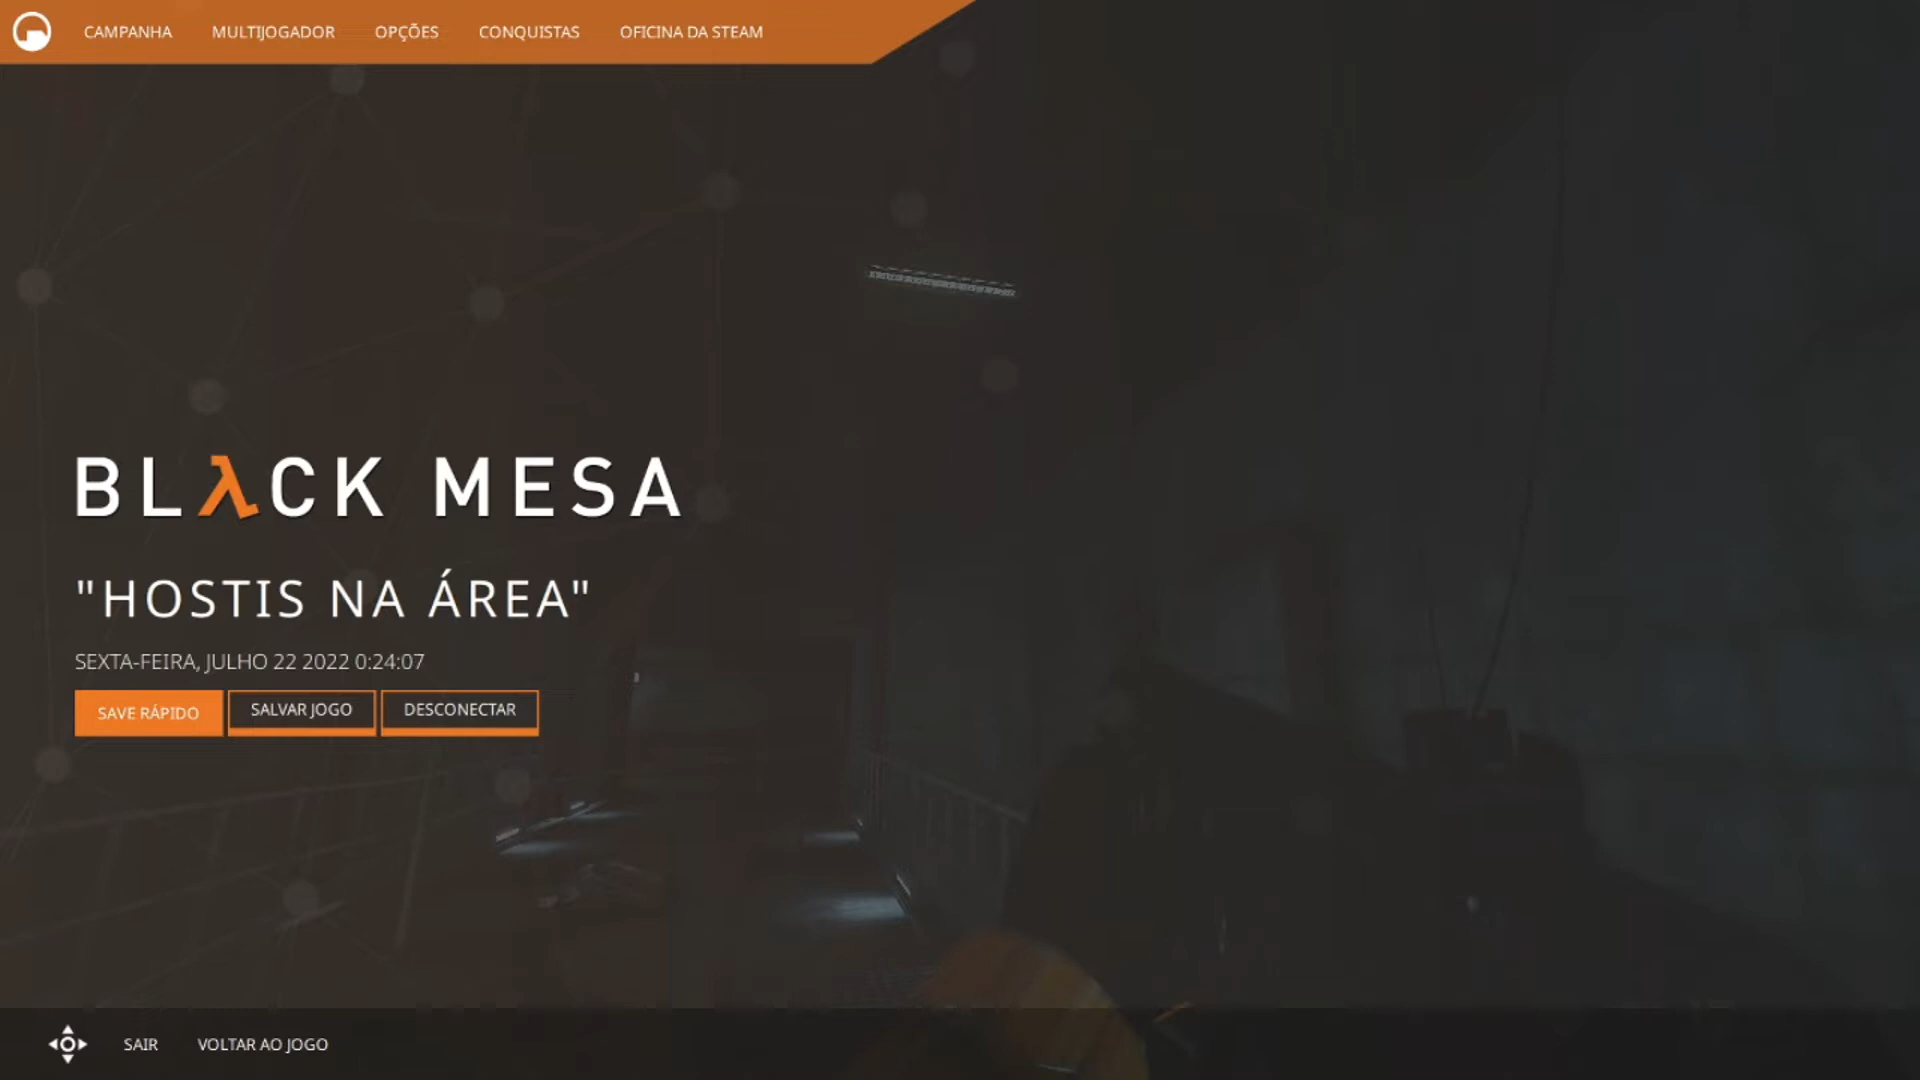 CAMPANHA MULTIJOGADOR OPÇÕES CONQUISTAS OFICINA DA STEAM
BLλCK MESA
"HOSTIS NA ÁREA"
SEXTA-FEIRA, JULHO 22 2022 0:24:07
SAVE RÁPIDO SALVAR JOGO DESCONECTAR
SAIR VOLTAR AO JOGO